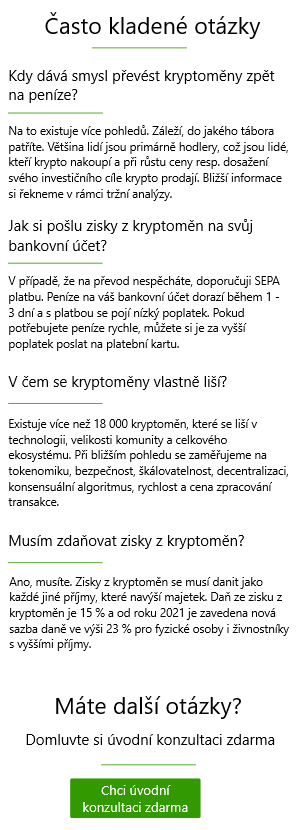 Často kladené otázky
Kdy dává smysl převést kryptoměny zpět
na peníze?
Na to existuje více pohledů. Záleží, do jakého tábora
patříte. Většina lidí jsou primárně hodlery, což jsou lidé,
kteří krypto nakoupí a při růstu ceny resp. dosažení
svého investičního cíle krypto prodají. Bližší informace
si řekneme v rámci tržní analýzy.
Jak si pošlu zisky z kryptoměn na svůj
bankovní účet?
V případě, že na převod nespěcháte, doporučuji SEPA
platbu. Peníze na váš bankovní účet dorazí během 1 -
3 dní a s platbou se pojí nízký poplatek. Pokud
potřebujete peníze rychle, můžete si je za vyšší
poplatek poslat na platební kartu.
V čem se kryptoměny vlastně liší?
Existuje více než 18 000 kryptoměn, které se liší v
technologii, velikosti komunity a celkového
ekosystému. Při bližším pohledu se zaměřujeme na
tokenomiku, bezpečnost, škálovatelnost, decentralizaci,
konsensuální algoritmus, rychlost a cena zpracování
transakce.
Musím zdaňovat zisky z kryptoměn?
Ano, musíte. Zisky z kryptoměn se musí danit jako
každé jiné příjmy, které navýší majetek. Daň ze zisku z
kryptoměn je 15 % a od roku 2021 je zavedena nová
sazba daně ve výši 23 % pro fyzické osoby i živnostníky
s vyššími příjmy.
Máte další otázky?
Domluvte si úvodní konzultaci zdarma
Chci úvodní
konzultaci zdarma